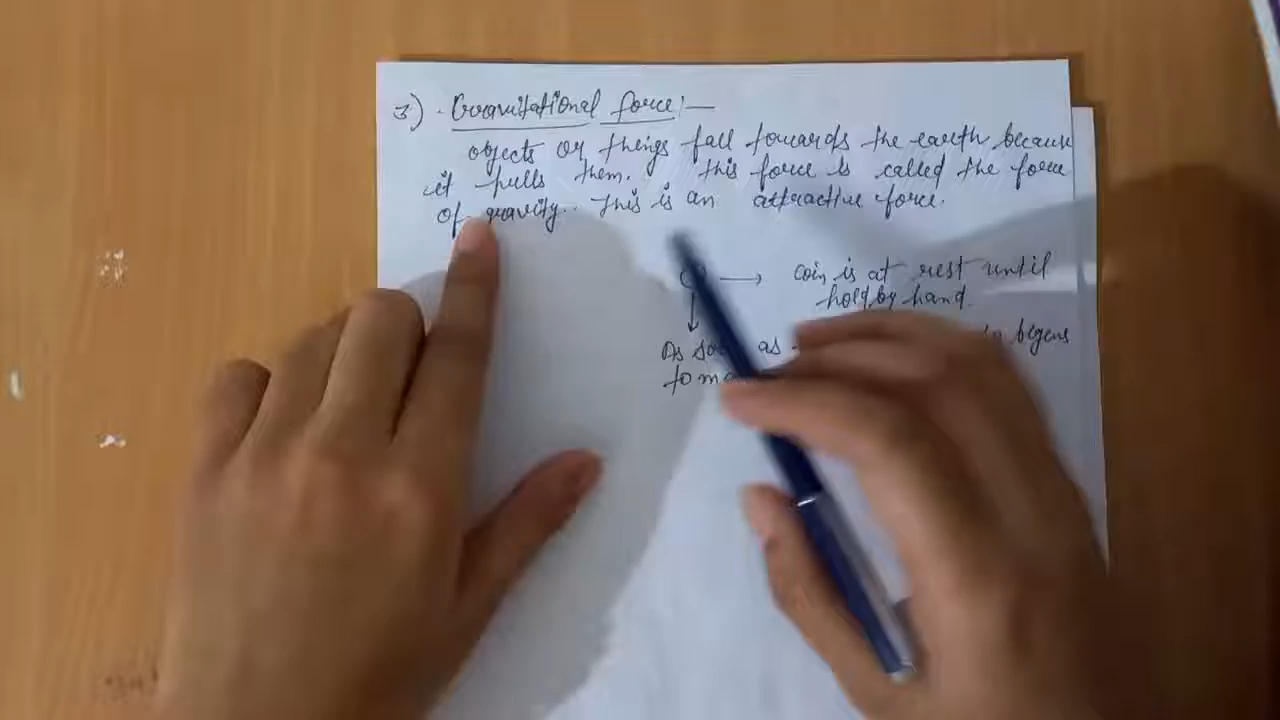 3) . Gravitational force :—
objects or things fall towards the earth because
it pulls them. This force is called the force
of gravity. This is an attractive force.
→ coin is at rest until
hold by hand.
↓
As soon as begens
to